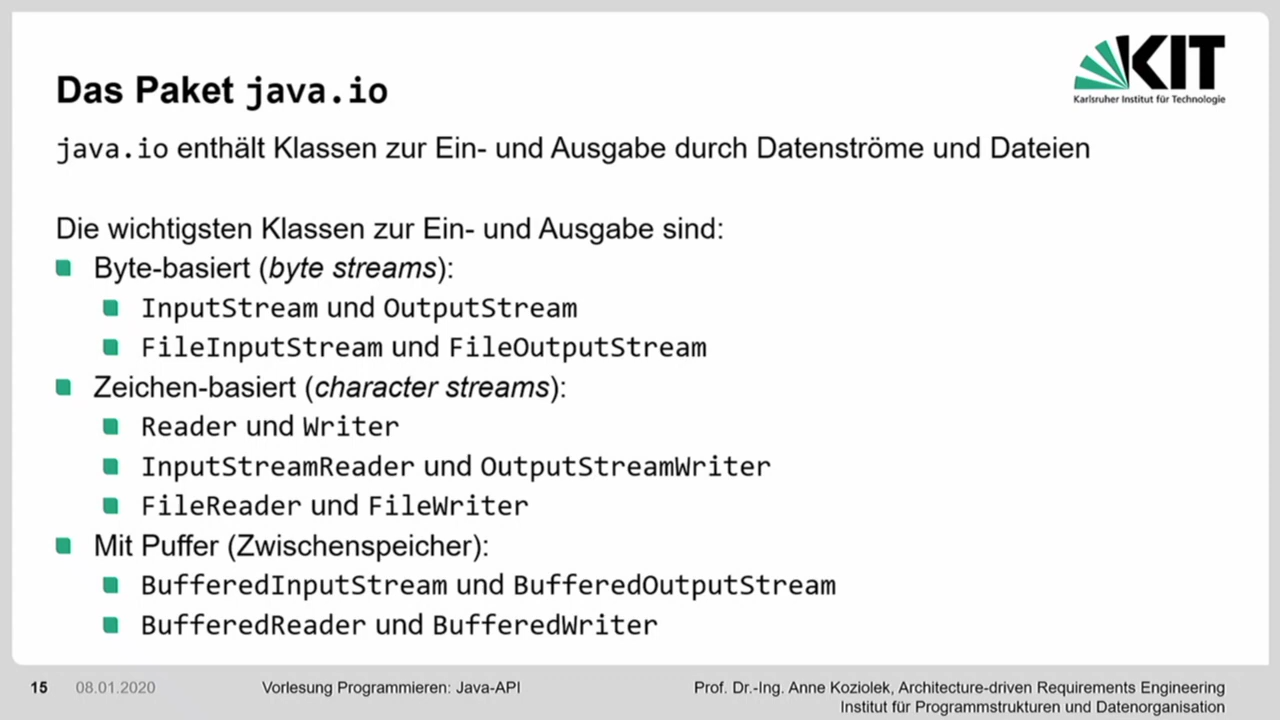 KIT
Karlsruher Institut für Technologie
Das Paket java.io
java.io enthält Klassen zur Ein- und Ausgabe durch Datenströme und Dateien
Die wichtigsten Klassen zur Ein- und Ausgabe sind:
Byte-basiert (byte streams):
InputStream und OutputStream
FileInputStream und FileOutputStream
Zeichen-basiert (character streams):
Reader und Writer
InputStreamReader und OutputStreamWriter
FileReader und FileWriter
Mit Puffer (Zwischenspeicher):
BufferedInputStream und BufferedOutputStream
BufferedReader und BufferedWriter
15 08.01.2020 Vorlesung Programmieren: Java-API Prof. Dr.-Ing. Anne Koziolek, Architecture-driven Requirements Engineering
Institut für Programmstrukturen und Datenorganisation